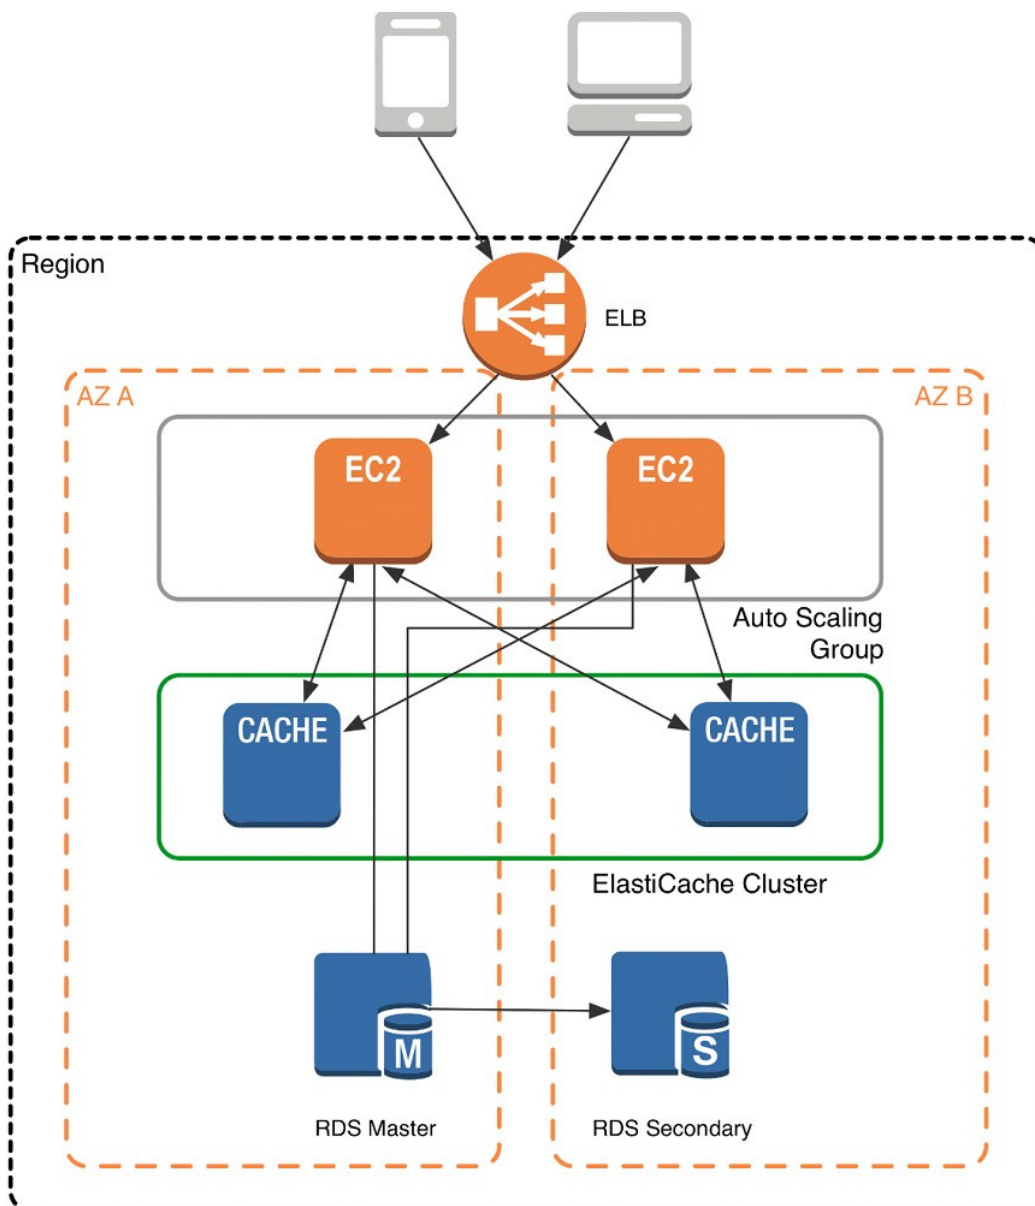 Region
ELB
AZ A
AZ B
EC2
EC2
Auto Scaling
Group
CACHE
CACHE
ElastiCache Cluster
M
S
RDS Master
RDS Secondary